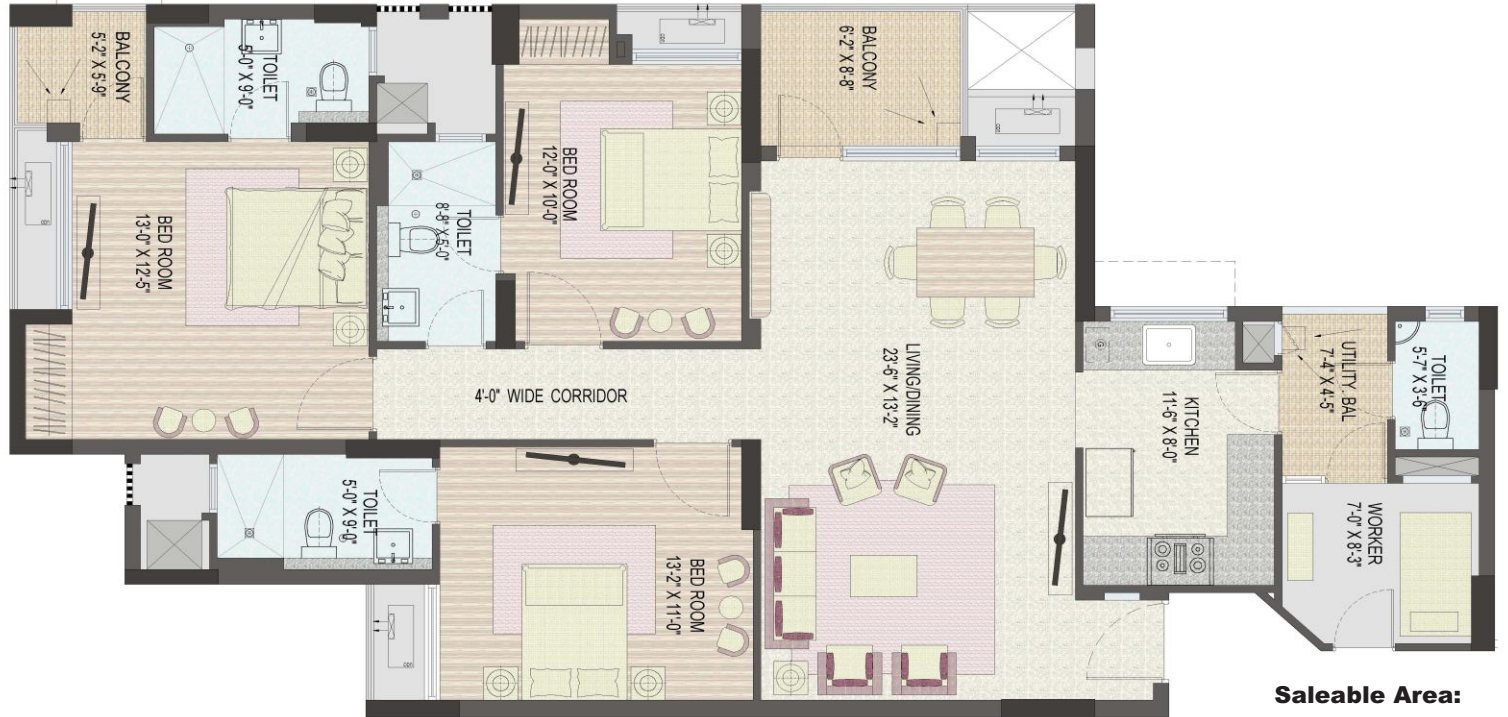 BALCONY
5'-2" X 5'-9"
TOILET
5'-0" X 9'-0"
BED ROOM
13'-0" X 12'-5"
TOILET
8'-8" X 5'-0"
BED ROOM
12'-0" X 10'-0"
BALCONY
6'-2" X 8'-8"
LIVING/DINING
23'-6" X 13'-2"
4'-0" WIDE CORRIDOR
KITCHEN
11'-6" X 8'-0"
G
UTILITY. BAL
7'-4" X 4'-5"
TOILET
5'-7" X 3'-6"
WORKER
7'-0" X 8'-3"
TOILET
5'-0" X 9'-0"
BED ROOM
13'-2" X 11'-0"
Saleable Area: